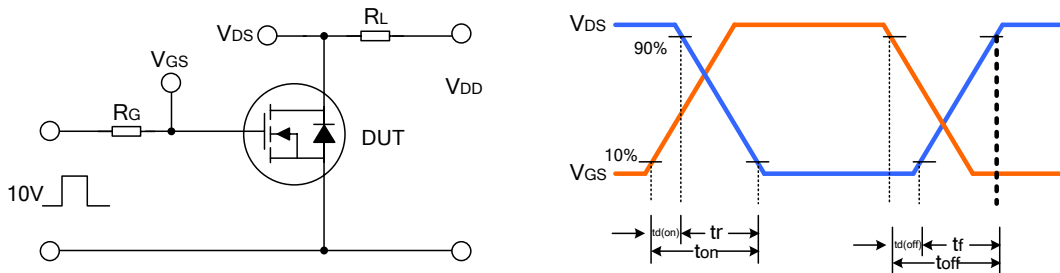 VDS
RL
VGS
VDD
RG
DUT
10V
VDS
90%
10%
VGS
td(on)
tr
ton
td(off)
tf
toff